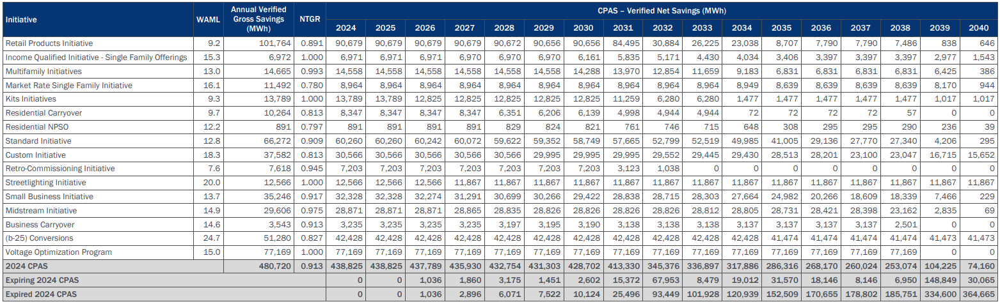 Initiative WAML Annual Verified Gross Savings (MWh) NTGR CPAS – Verified Net Savings (MWh)
2024 2025 2026 2027 2028 2029 2030 2031 2032 2033 2034 2035 2036 2037 2038 2039 2040
Retail Products Initiative 9.2 101,764 0.891 90,679 90,679 90,679 90,679 90,672 90,656 90,656 84,495 30,884 26,225 23,038 8,707 7,790 7,790 7,486 838 646
Income Qualified Initiative - Single Family Offerings 15.3 6,972 1.000 6,971 6,971 6,971 6,970 6,970 6,970 6,161 5,835 5,171 4,430 4,034 3,406 3,397 3,397 3,397 2,977 1,543
Multifamily Initiatives 13.0 14,665 0.993 14,558 14,558 14,558 14,558 14,558 14,558 14,288 13,970 12,854 11,659 9,183 6,831 6,831 6,831 6,831 6,425 386
Market Rate Single Family Initiative 16.1 11,492 0.780 8,964 8,964 8,964 8,964 8,964 8,964 8,964 8,964 8,964 8,964 8,949 8,639 8,639 8,639 8,639 8,170 944
Kits Initiatives 9.3 13,789 1.000 13,789 13,789 12,825 12,825 12,825 12,825 12,825 11,259 6,280 6,280 1,477 1,477 1,477 1,477 1,477 1,017 1,017
Residential Carryover 9.7 10,264 0.813 8,347 8,347 8,347 8,347 6,351 6,206 6,139 4,998 4,944 4,944 72 72 72 72 57 0 0
Residential NPSO 12.2 891 0.797 891 891 891 891 829 824 821 761 746 715 648 308 295 295 290 236 39
Standard Initiative 12.8 66,272 0.909 60,260 60,260 60,242 60,072 59,622 59,352 58,749 57,665 52,799 52,519 49,985 41,005 29,136 27,770 27,340 4,206 295
Custom Initiative 18.3 37,582 0.813 30,566 30,566 30,566 30,566 30,566 29,995 29,995 29,995 29,552 29,445 29,430 28,513 28,201 23,100 23,047 16,715 15,652
Retro-Commissioning Initiative 7.6 7,618 0.945 7,203 7,203 7,203 7,203 7,203 7,203 7,203 3,123 1,038 0 0 0 0 0 0 0 0
Streetlighting Initiative 20.0 12,566 1.000 12,566 12,566 12,566 11,867 11,867 11,867 11,867 11,867 11,867 11,867 11,867 11,867 11,867 11,867 11,867 11,867 11,867
Small Business Initiative 13.7 35,246 0.917 32,328 32,328 32,274 31,291 30,699 30,266 29,422 28,838 28,715 28,303 27,664 24,982 20,266 18,609 18,339 7,466 229
Midstream Initiative 14.9 29,606 0.975 28,871 28,871 28,871 28,865 28,835 28,826 28,826 28,826 28,826 28,812 28,805 28,731 28,421 28,398 23,162 2,835 69
Business Carryover 14.6 3,543 0.913 3,235 3,235 3,235 3,235 3,197 3,195 3,190 3,138 3,138 3,138 3,137 3,137 3,137 3,137 2,501 0 0
(b-25) Conversions 24.7 51,280 0.827 42,428 42,428 42,428 42,428 42,428 42,428 42,428 42,428 42,428 42,428 42,428 41,474 41,474 41,474 41,474 41,473 41,473
Voltage Optimization Program 15.0 77,169 1.000 77,169 77,169 77,169 77,169 77,169 77,169 77,169 77,169 77,169 77,169 77,169 77,169 77,169 77,169 77,169 0 0
2024 CPAS 480,720 0.913 438,825 438,825 437,789 435,930 432,754 431,303 428,702 413,330 345,376 336,897 317,886 286,316 268,170 260,024 253,074 104,225 74,160
Expiring 2024 CPAS 0 0 1,036 1,860 3,175 1,451 2,602 15,372 67,953 8,479 19,012 31,570 18,146 8,146 6,950 148,849 30,065
Expired 2024 CPAS 0 0 1,036 2,896 6,071 7,522 10,124 25,496 93,449 101,928 120,939 152,509 170,655 178,802 185,751 334,600 364,665